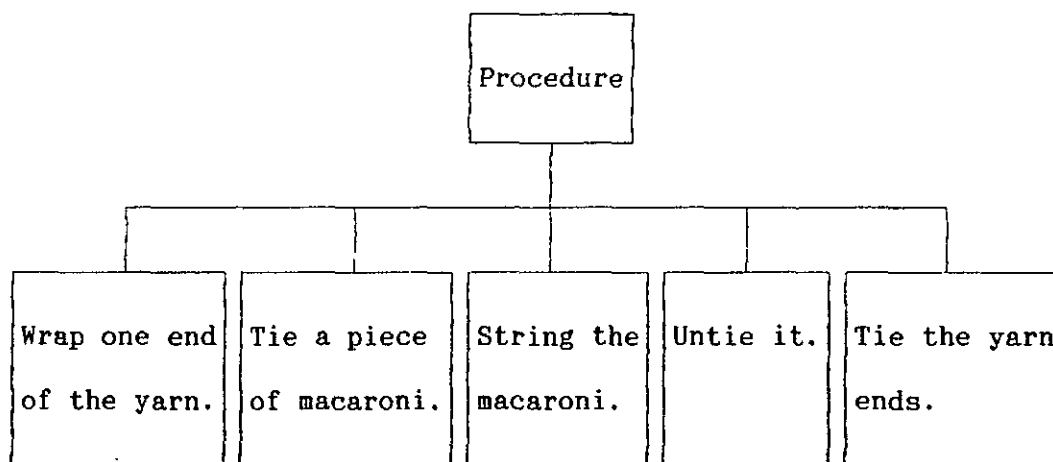 Procedure
Wrap one end
of the yarn.
Tie a piece
of macaroni.
String the
macaroni.
Untie it.
Tie the yarn
ends.